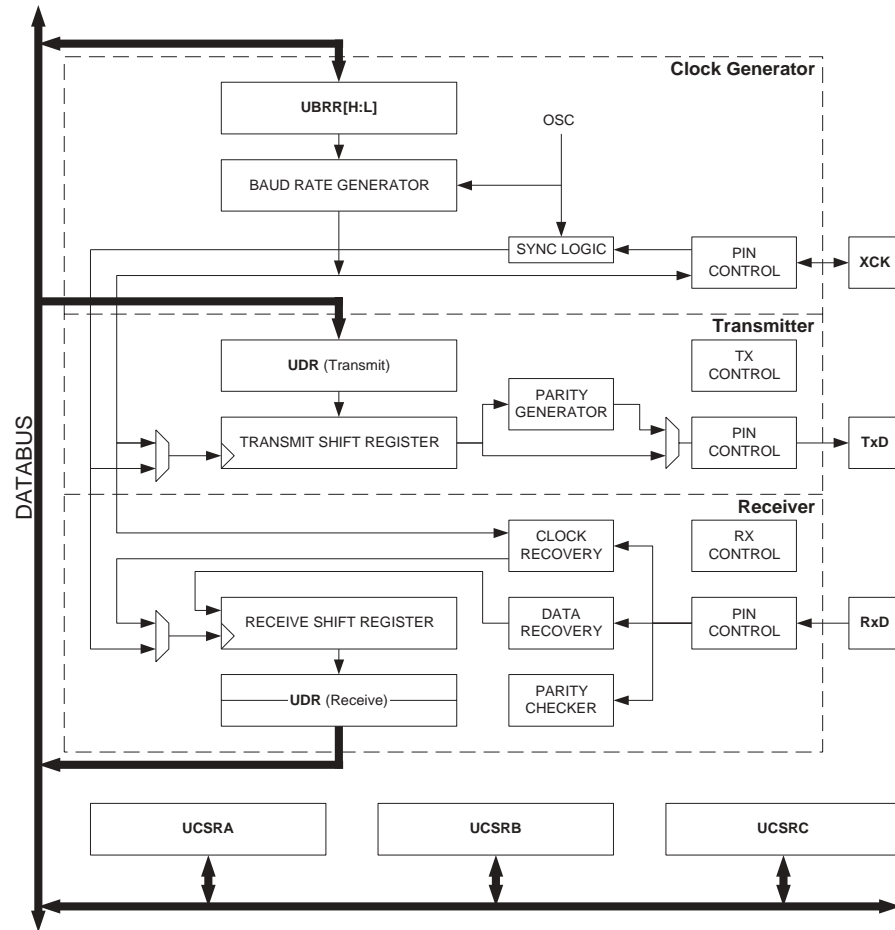 Clock Generator
UBRR[H:L]
OSC
BAUD RATE GENERATOR
SYNC LOGIC
PIN
CONTROL
XCK
DATABUS
Transmitter
UDR (Transmit)
TX
CONTROL
PARITY
GENERATOR
TRANSMIT SHIFT REGISTER
PIN
CONTROL
TxD
Receiver
CLOCK
RECOVERY
RX
CONTROL
RECEIVE SHIFT REGISTER
DATA
RECOVERY
PIN
CONTROL
RxD
UDR (Receive)
PARITY
CHECKER
UCSRA
UCSRB
UCSRC